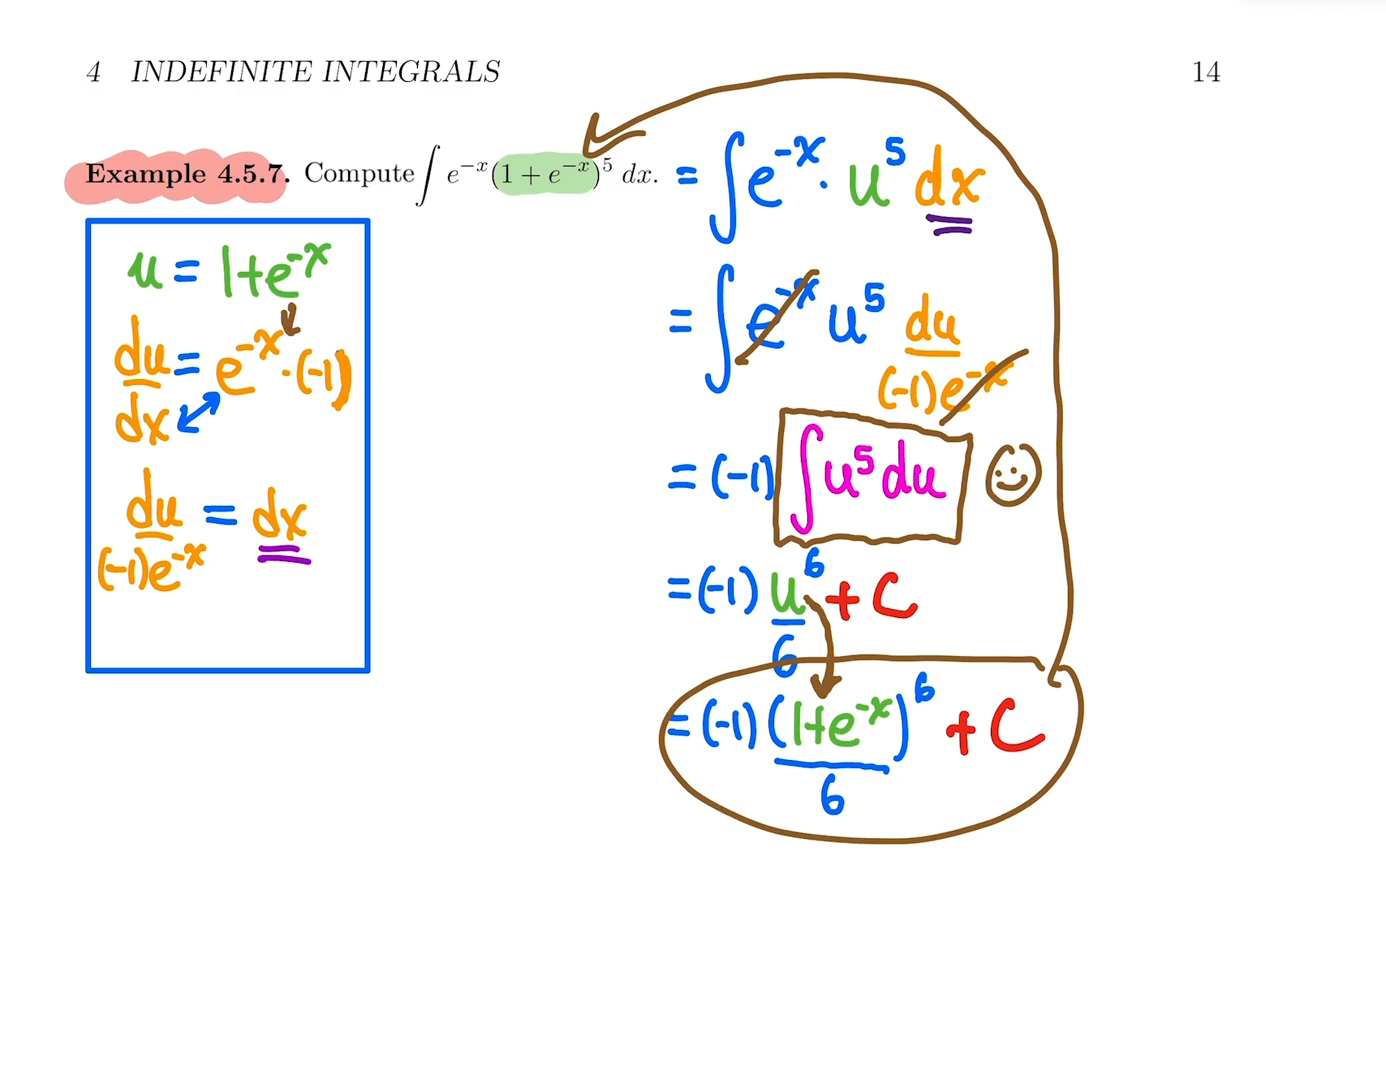 4 INDEFINITE INTEGRALS 14
Example 4.5.7. Compute ∫ e^{-x}(1 + e^{-x})^5 dx. = ∫ e^{-x} · u^5 dx
u = 1+e^{-x}
du/dx = e^{-x} · (-1)
du/((-1)e^{-x}) = dx
= ∫ e^{-x} u^5 du/((-1)e^{-x})
= (-1) ∫ u^5 du
= (-1) u^6/6 + C
= (-1) (1+e^{-x})^6/6 + C